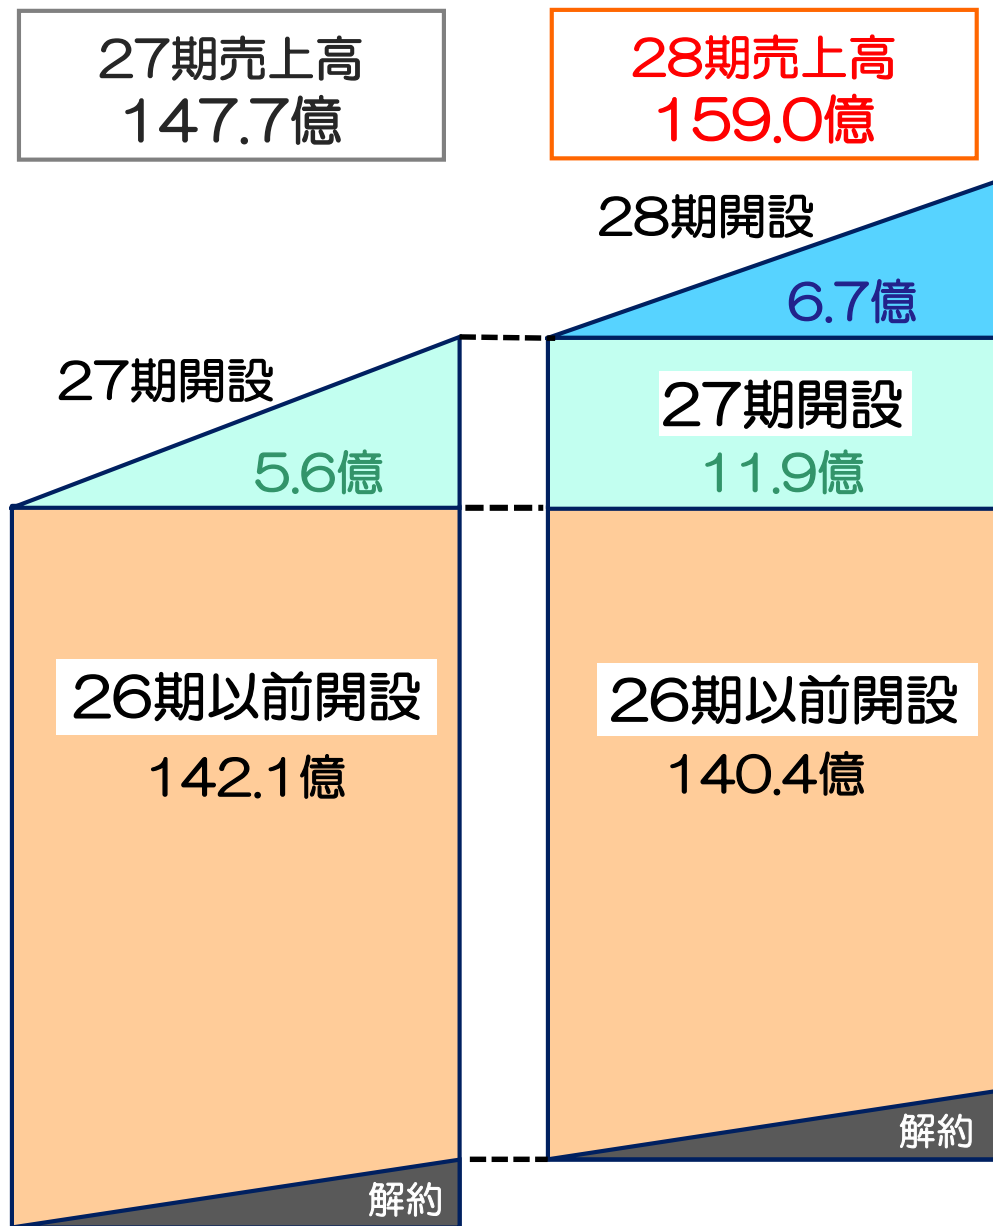 27期売上高
147.7億
28期売上高
159.0億
28期開設
6.7億
27期開設
5.6億
27期開設
11.9億
26期以前開設
142.1億
26期以前開設
140.4億
解約
解約